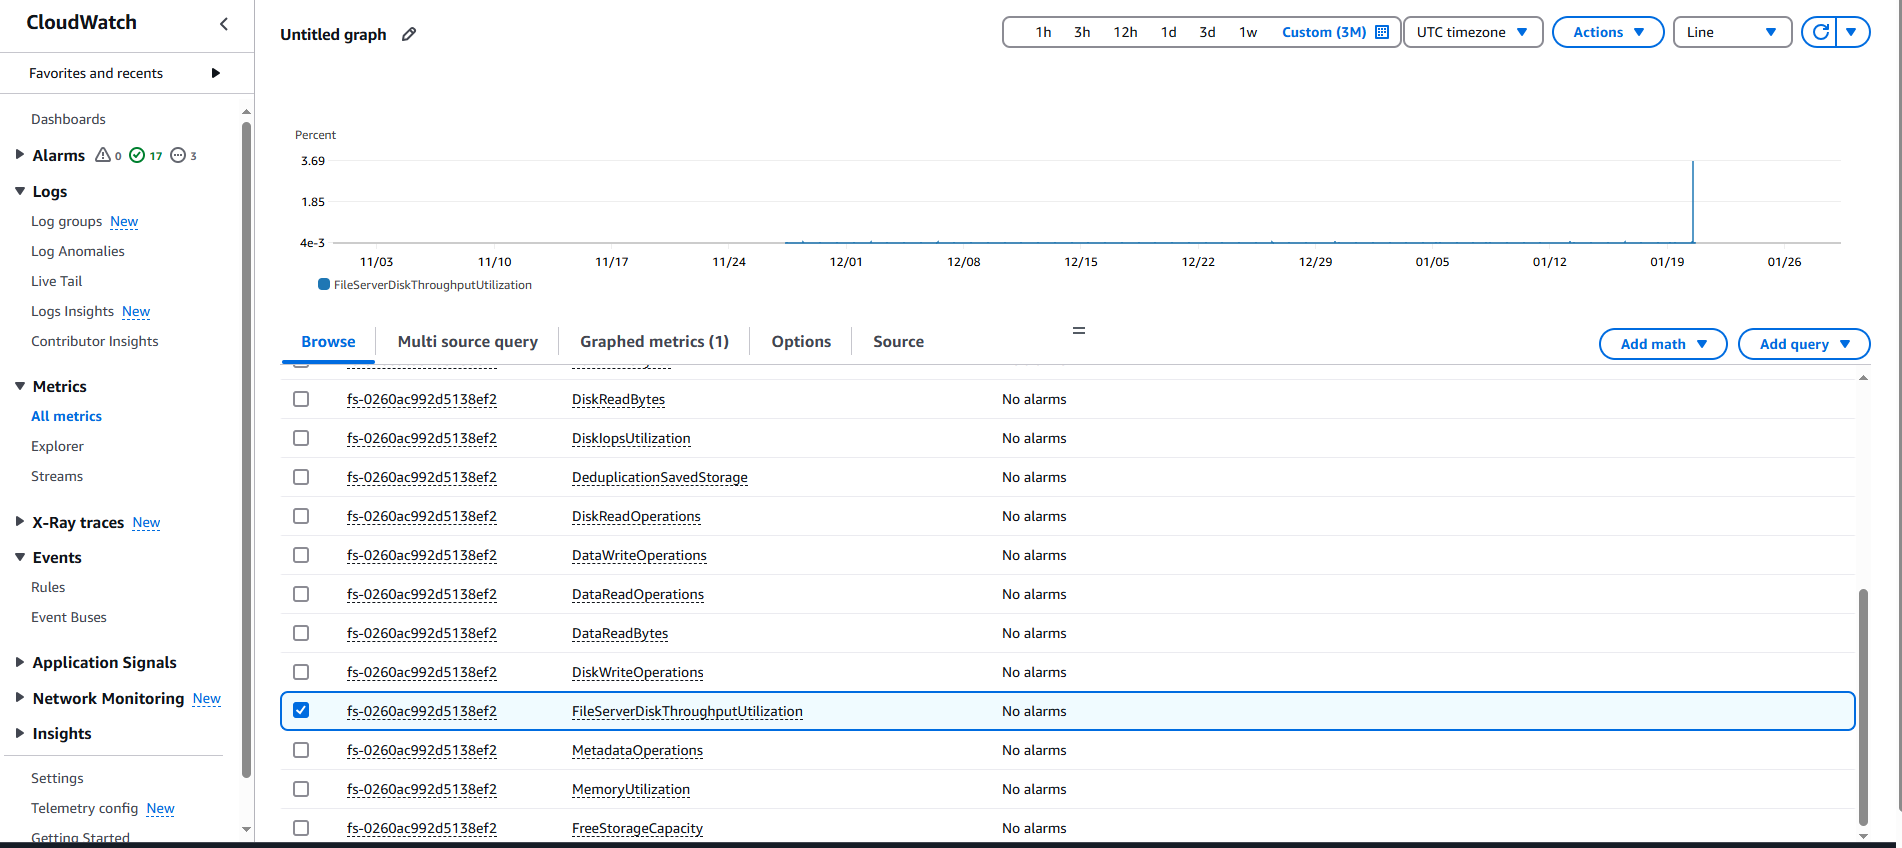 CloudWatch
Favorites and recents
Dashboards
Alarms 0 17 3
Logs
Log groups New
Log Anomalies
Live Tail
Logs Insights New
Contributor Insights
Metrics
All metrics
Explorer
Streams
X-Ray traces New
Events
Rules
Event Buses
Application Signals
Network Monitoring New
Insights
Settings
Telemetry config New
Getting Started
Untitled graph
1h 3h 12h 1d 3d 1w Custom (3M) UTC timezone Actions Line
Percent
3.69
1.85
4e-3
11/03 11/10 11/17 11/24 12/01 12/08 12/15 12/22 12/29 01/05 01/12 01/19 01/26
FileServerDiskThroughputUtilization
Browse Multi source query Graphed metrics (1) Options Source Add math Add query
fs-0260ac992d5138ef2 DiskReadBytes No alarms
fs-0260ac992d5138ef2 DiskIopsUtilization No alarms
fs-0260ac992d5138ef2 DeduplicationSavedStorage No alarms
fs-0260ac992d5138ef2 DiskReadOperations No alarms
fs-0260ac992d5138ef2 DataWriteOperations No alarms
fs-0260ac992d5138ef2 DataReadOperations No alarms
fs-0260ac992d5138ef2 DataReadBytes No alarms
fs-0260ac992d5138ef2 DiskWriteOperations No alarms
fs-0260ac992d5138ef2 FileServerDiskThroughputUtilization No alarms
fs-0260ac992d5138ef2 MetadataOperations No alarms
fs-0260ac992d5138ef2 MemoryUtilization No alarms
fs-0260ac992d5138ef2 FreeStorageCapacity No alarms